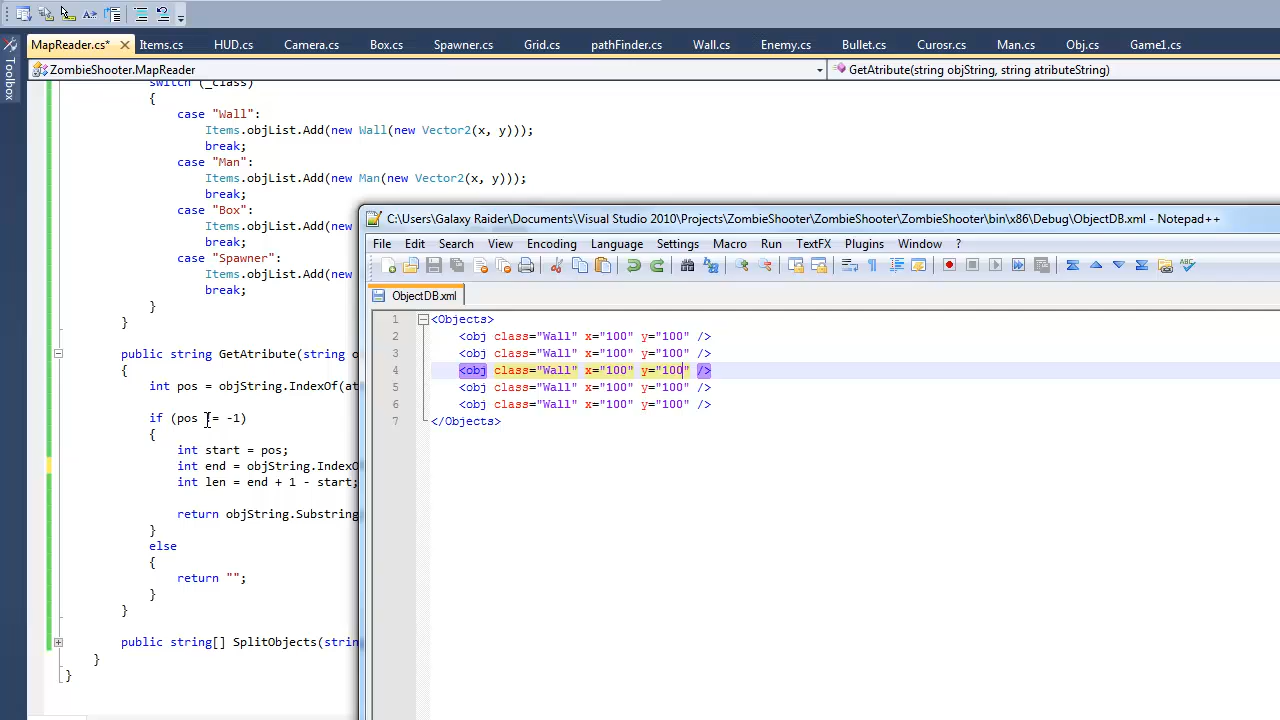 MapReader.cs* Items.cs HUD.cs Camera.cs Box.cs Spawner.cs Grid.cs pathFinder.cs Wall.cs Enemy.cs Bullet.cs Curosr.cs Man.cs Obj.cs Game1.cs
Toolbox
ZombieShooter.MapReader GetAtribute(string objString, string atributeString)
switch (_class)
{
case "Wall":
Items.objList.Add(new Wall(new Vector2(x, y)));
break;
case "Man":
Items.objList.Add(new Man(new Vector2(x, y)));
break;
case "Box":
Items.objList.Add(new
break;
case "Spawner":
Items.objList.Add(new
break;
}
}
public string GetAtribute(string o
{
int pos = objString.IndexOf(at
if (pos != -1)
{
int start = pos;
int end = objString.IndexO
int len = end + 1 - start;
return objString.Substring
}
else
{
return "";
}
}
public string[] SplitObjects(strin
}
}
C:\Users\Galaxy Raider\Documents\Visual Studio 2010\Projects\ZombieShooter\ZombieShooter\ZombieShooter\bin\x86\Debug\ObjectDB.xml - Notepad++
File Edit Search View Encoding Language Settings Macro Run TextFX Plugins Window ?
ObjectDB.xml
1 <Objects>
2 <obj class="Wall" x="100" y="100" />
3 <obj class="Wall" x="100" y="100" />
4 <obj class="Wall" x="100" y="100" />
5 <obj class="Wall" x="100" y="100" />
6 <obj class="Wall" x="100" y="100" />
7 </Objects>